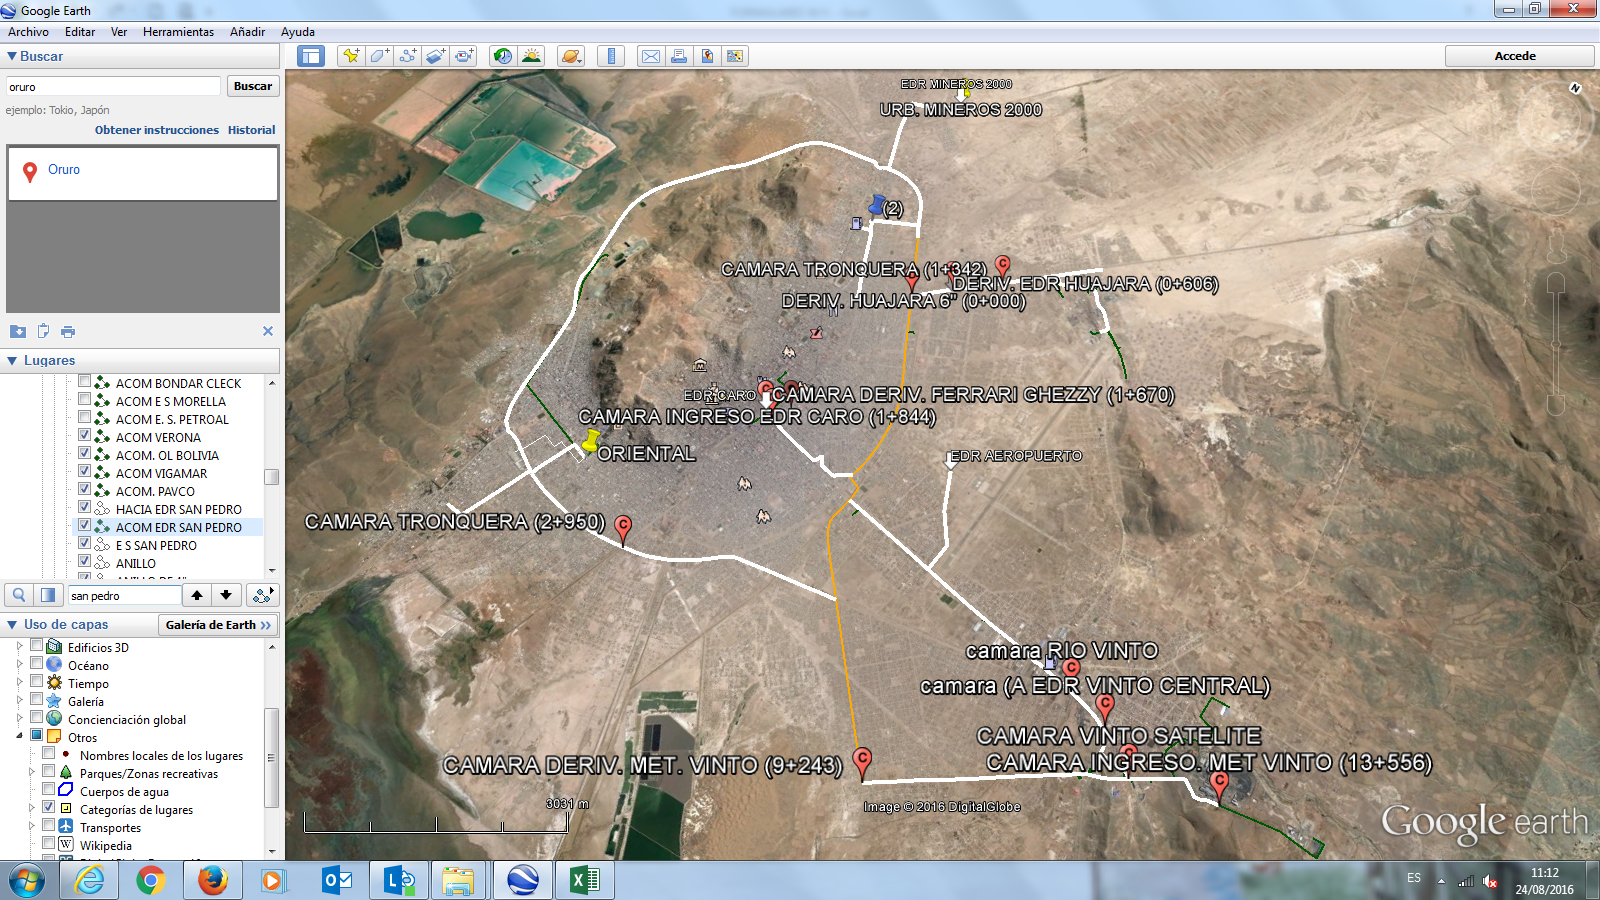 Google Earth
Archivo Editar Ver Herramientas Añadir Ayuda
Buscar
oruro
Buscar
ejemplo: Tokio, Japón
Obtener instrucciones Historial
Oruro
Lugares
ACOM BONDAR CLECK
ACOM E S MORELLA
ACOM E. S. PETROAL
ACOM VERONA
ACOM. OL BOLIVIA
ACOM VIGAMAR
ACOM. PAVCO
HACIA EDR SAN PEDRO
ACOM EDR SAN PEDRO
E S SAN PEDRO
ANILLO
ANILLO DE 4"
san pedro
Uso de capas
Galería de Earth >>
Edificios 3D
Océano
Tiempo
Galería
Concienciación global
Otros
Nombres locales de los lugares
Parques/Zonas recreativas
Cuerpos de agua
Categorías de lugares
Transportes
Wikipedia
Accede
N
EDR MINEROS 2000
URB. MINEROS 2000
(2)
CAMARA TRONQUERA (1+342)
DERIV. EDR HUAJARA (0+606)
DERIV. HUAJARA 6" (0+000)
EDR CARO
CAMARA DERIV. FERRARI GHEZZY (1+670)
CAMARA INGRESO EDR CARO (1+844)
ORIENTAL
EDR AEROPUERTO
CAMARA TRONQUERA (2+950)
camara RIO VINTO
camara (A EDR VINTO CENTRAL)
CAMARA VINTO SATELITE
CAMARA DERIV. MET. VINTO (9+243)
CAMARA INGRESO. MET VINTO (13+556)
3031 m
Image © 2016 DigitalGlobe
Google earth
ES
11:12
24/08/2016